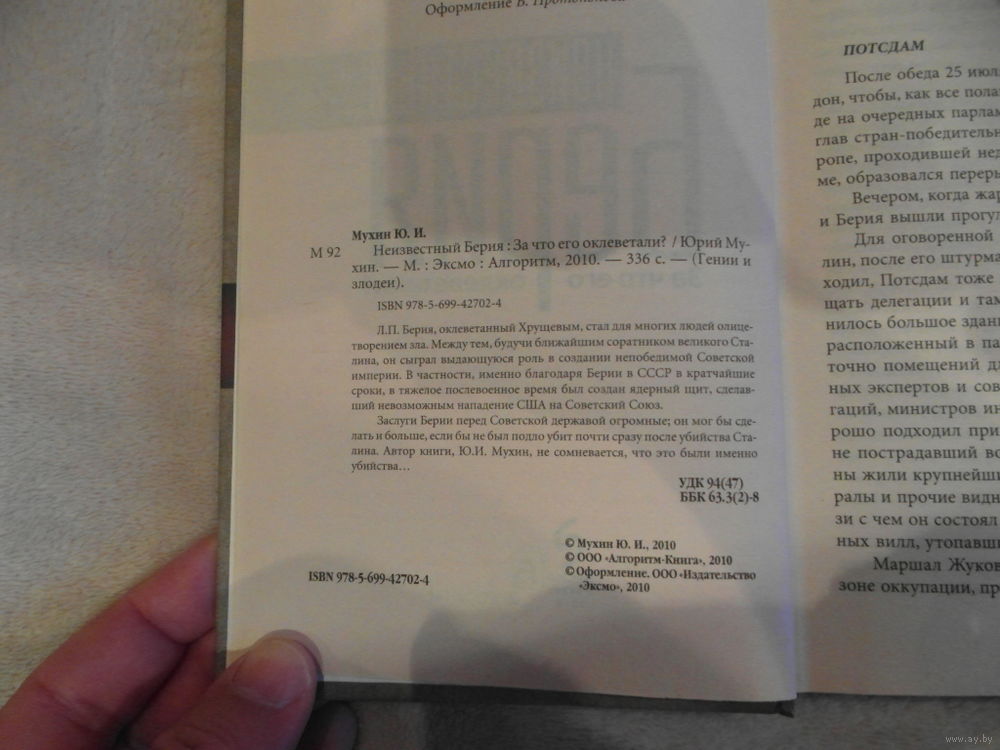 Оформление В.
Мухин Ю. И.
М 92
Неизвестный Берия : За что его оклеветали? / Юрий Му-
хин. — М. : Эксмо : Алгоритм, 2010. — 336 с. — (Гении и
злодеи).
ISBN 978-5-699-42702-4
Л.П. Берия, оклеветанный Хрущевым, стал для многих людей олице-
творением зла. Между тем, будучи ближайшим соратником великого Ста-
лина, он сыграл выдающуюся роль в создании непобедимой Советской
империи. В частности, именно благодаря Берии в СССР в кратчайшие
сроки, в тяжелое послевоенное время был создан ядерный щит, сделав-
ший невозможным нападение США на Советский Союз.
Заслуги Берии перед Советской державой огромные; он мог бы сде-
лать и больше, если бы не был подло убит почти сразу после убийства Ста-
лина. Автор книги, Ю.И. Мухин, не сомневается, что это были именно
убийства…
УДК 94(47)
ББК 63.3(2)-8
© Мухин Ю. И., 2010
© ООО «Алгоритм-Книга», 2010
© Оформление. ООО «Издательство
«Эксмо», 2010
ISBN 978-5-699-42702-4
ПОТСДАМ
После обеда 25 июл
дон, чтобы, как все пола
де на очередных парлам
глав стран-победительн
ропе, проходившей нед
ме, образовался переры
Вечером, когда жар
и Берия вышли прогул
Для оговоренной
лин, после его штурма
ходил, Потсдам тоже
щать делегации и там
нилось большое здани
расположенный в па
точно помещений дл
ных экспертов и сов
гаций, министров ин
рошо подходил при
не пострадавший во
ны жили крупнейши
ралы и прочие видн
зи с чем он состоял
ных вилл, утопавши
Маршал Жуков
зоне оккупации, пр
www.ay.by